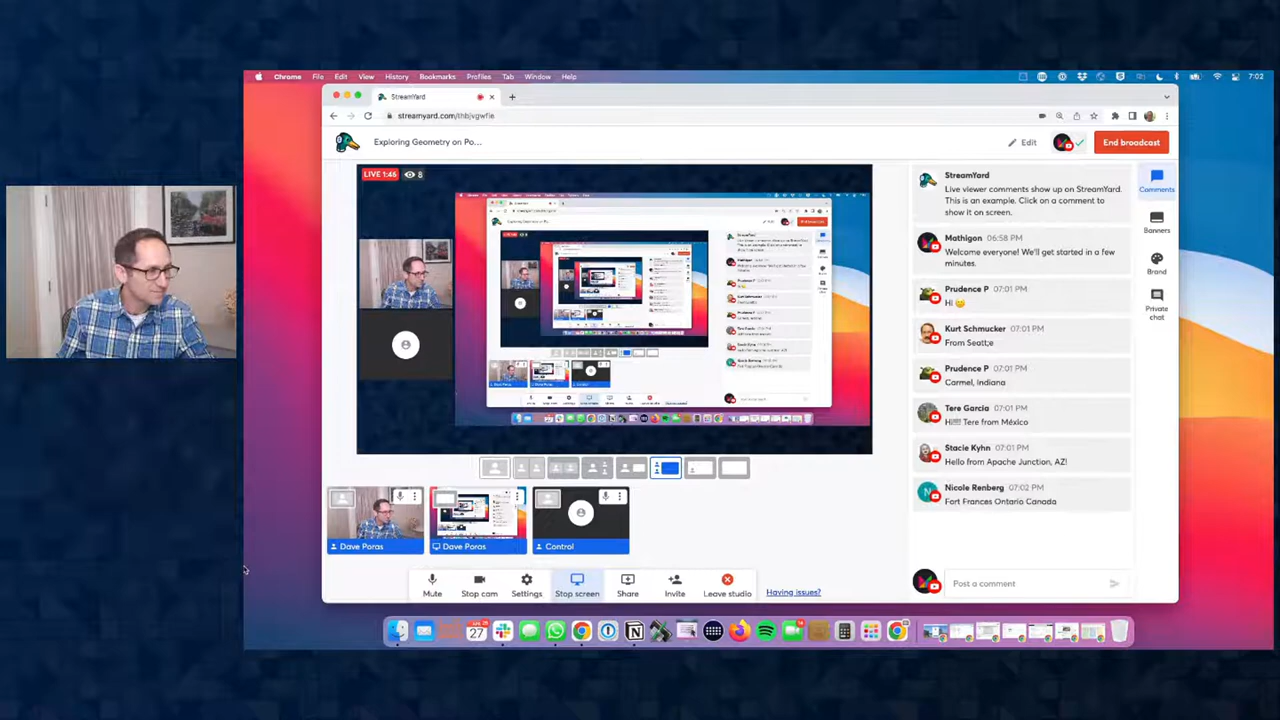 Chrome File Edit View History Bookmarks Profiles Tab Window Help 7:02
StreamYard
streamyard.com/thbjvgwfie
Exploring Geometry on Po...
Edit
End broadcast
LIVE 1:46 8
StreamYard
Live viewer comments show up on StreamYard.
This is an example. Click on a comment to
show it on screen.
Mathigon 06:58 PM
Welcome everyone! We'll get started in a few
minutes.
Prudence P 07:01 PM
Hi 🙂
Kurt Schmucker 07:01 PM
From Seatt;e
Prudence P 07:01 PM
Carmel, indiana
Tere Garcia 07:01 PM
Hi!!!! Tere from México
Stacie Kyhn 07:01 PM
Hello from Apache Junction, AZ!
Nicole Renberg 07:02 PM
Fort Frances Ontario Canada
Comments
Banners
Brand
Private
chat
Dave Poras
Dave Poras
Control
Mute
Stop cam
Settings
Stop screen
Share
Invite
Leave studio
Having issues?
Post a comment
27